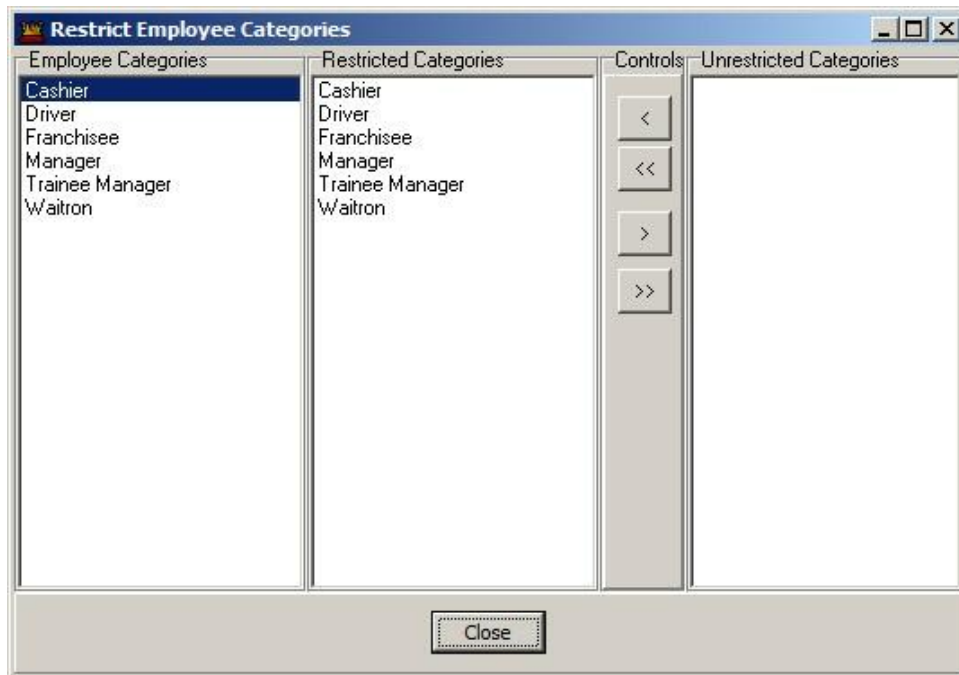 Restrict Employee Categories
Employee Categories
Cashier
Driver
Franchisee
Manager
Trainee Manager
Waitron
Restricted Categories
Cashier
Driver
Franchisee
Manager
Trainee Manager
Waitron
Controls
<
<<
>
>>
Unrestricted Categories
Close